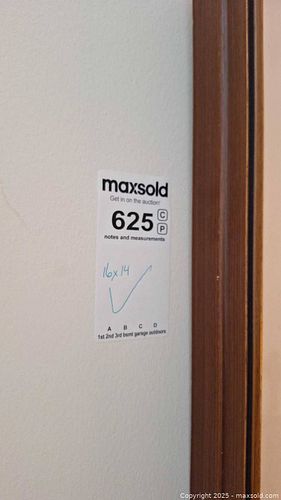 maxsold
Get in on the auction!
625 C
P
notes and measurements
16x14
A B C D
1st 2nd 3rd bsmt garage outdoors
Copyright © 2025 - maxsold.com